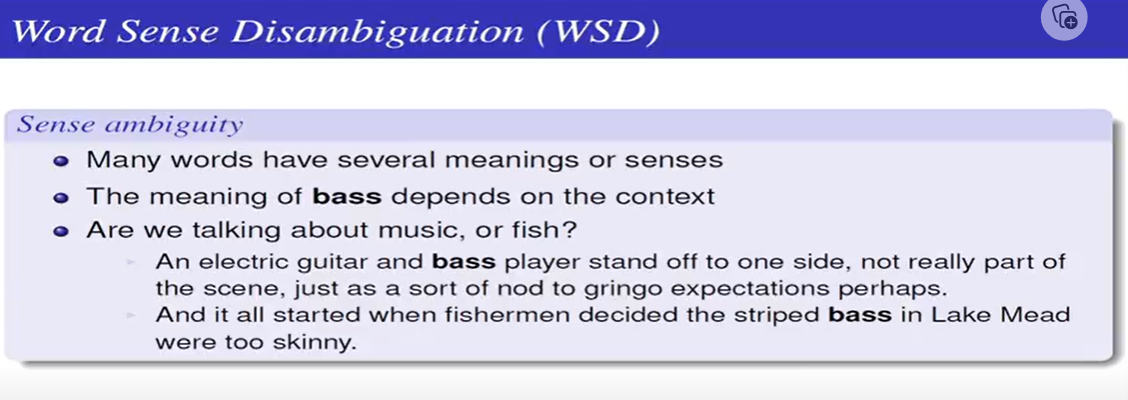 Word Sense Disambiguation (WSD)
Sense ambiguity
Many words have several meanings or senses
The meaning of bass depends on the context
Are we talking about music, or fish?
An electric guitar and bass player stand off to one side, not really part of
the scene, just as a sort of nod to gringo expectations perhaps.
And it all started when fishermen decided the striped bass in Lake Mead
were too skinny.